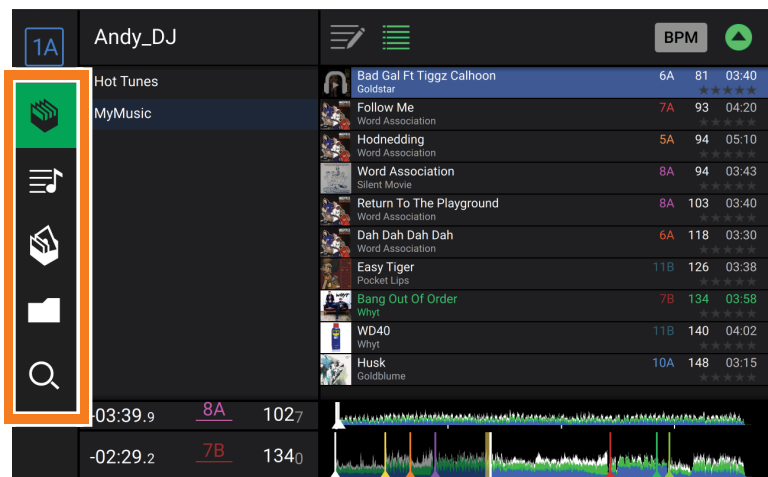 1A
Andy_DJ
BPM
Hot Tunes
MyMusic
Bad Gal Ft Tiggz Calhoon 6A 81 03:40
Goldstar
Follow Me 7A 93 04:20
Word Association
Hodnedding 5A 94 05:10
Word Association
Word Association 8A 94 03:43
Silent Movie
Return To The Playground 8A 103 03:40
Word Association
Dah Dah Dah Dah 6A 118 03:30
Word Association
Easy Tiger 11B 126 03:38
Pocket Lips
Bang Out Of Order 7B 134 03:58
Whyt
WD40 11B 140 04:02
Whyt
Husk 10A 148 03:15
Goldblume
-03:39.9 8A 1027
-02:29.2 7B 1340